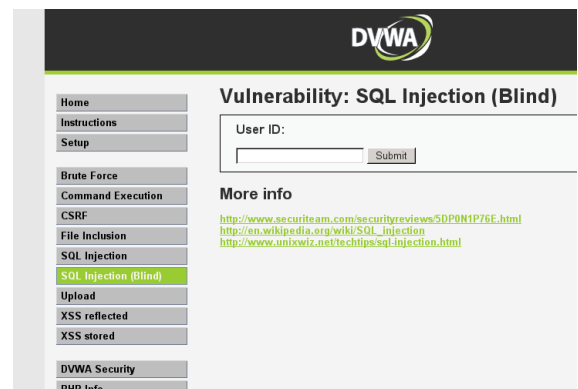 DVWA
Home
Instructions
Setup
Brute Force
Command Execution
CSRF
File Inclusion
SQL Injection
SQL Injection (Blind)
Upload
XSS reflected
XSS stored
DVWA Security
PHP Info
Vulnerability: SQL Injection (Blind)
User ID:
Submit
More info
http://www.securiteam.com/securityreviews/5DP0N1P76E.html
http://en.wikipedia.org/wiki/SQL_injection
http://www.unixwiz.net/techtips/sql-injection.html